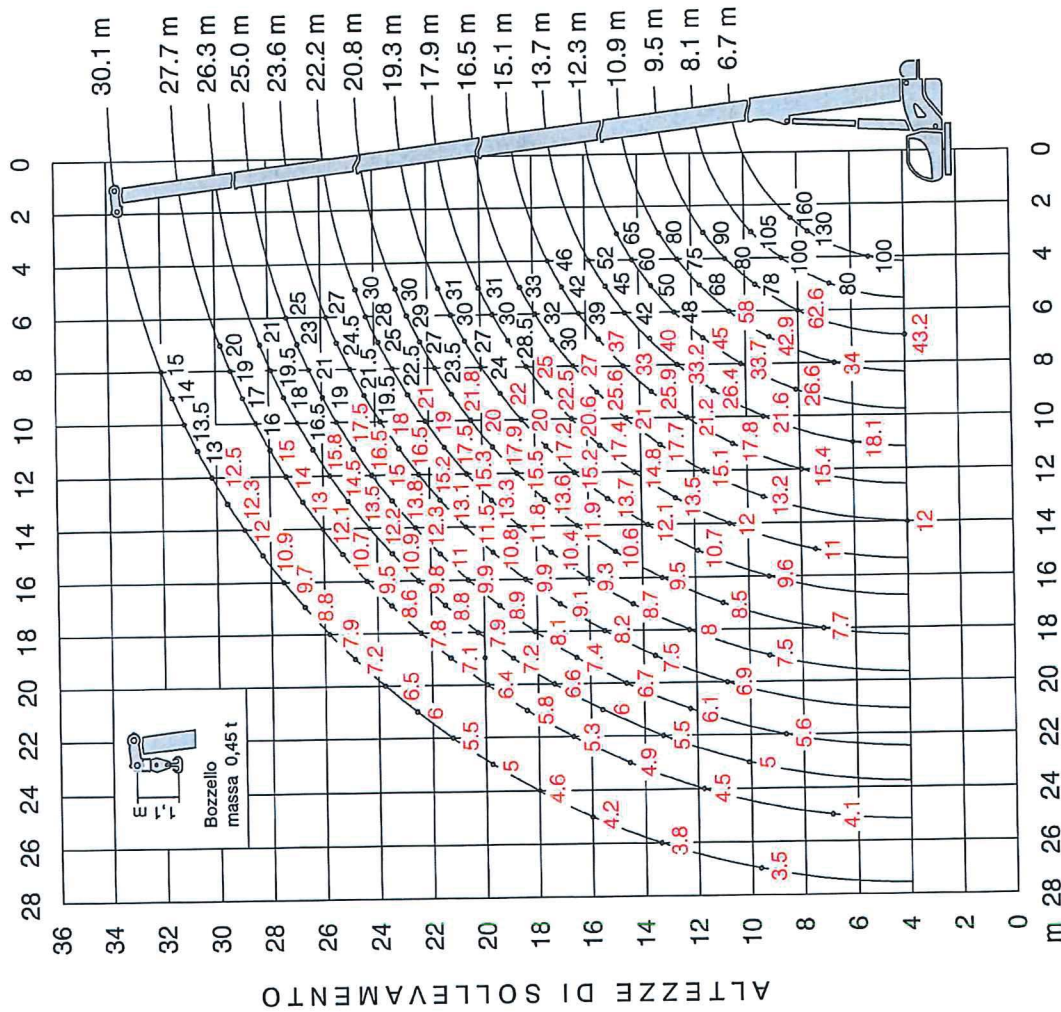 ALTEZZE DI SOLLEVAMENTO
36
34
32
30
28
26
24
22
20
18
16
14
12
10
8
6
4
2
0
m
28 26 24 22 20 18 16 14 12 10 8 6 4 2 0
1,1 m
Bozzello
massa 0,45 t
30.1 m
27.7 m
26.3 m
25.0 m
23.6 m
22.2 m
20.8 m
19.3 m
17.9 m
16.5 m
15.1 m
13.7 m
12.3 m
10.9 m
9.5 m
8.1 m
6.7 m
15 14 13.5 13 12.5 12.3 12 10.9 9.7 8.8 7.9 7.2 6.5 6 5.5 5 4.6 4.2 3.8 3.5
20 19 17 16 15 14 13 12.1 10.7 9.5 8.6 7.8 7.1 6.4 5.8 5.3 4.9 4.5 4.1
21 19.5 18 16.5 15.8 14.5 13.5 12.2 10.9 9.8 8.8 7.9 7.2 6.6 6 5.5 5
25 23 21 19 17.5 16.5 15 13.8 12.3 11 9.9 8.9 8.1 7.4 6.7 6.1 5.6
27 24.5 21.5 19.5 18 16.5 15.2 13.1 11.5 10.8 9.9 9.1 8.2 7.5 6.9
30 28 25 22.5 21 19 17.5 15.3 13.3 11.8 10.4 9.3 8.7 8 7.5
30 29 27 23.5 21.8 20 17.9 15.5 13.6 11.9 10.6 9.5 8.5 7.7
31 30 27 24 22 20 17.2 15.2 13.7 12.1 10.7 9.6
31 30 28.5 25 22.5 20.6 17.4 14.8 13.5 12 11
33 32 30 27 25.6 21 17.7 15.1 13.2 12
46 42 39 37 33 25.9 21.2 17.8 15.4
52 45 42 40 33.2 26.4 21.6 18.1
65 60 50 48 45 33.7 26.6
80 75 68 58 42.9 34
90 80 78 62.6 43.2
105 100 80
160 130 100
0 2 4 6 8 10 12 14 16 18 20 22 24 26 28 m